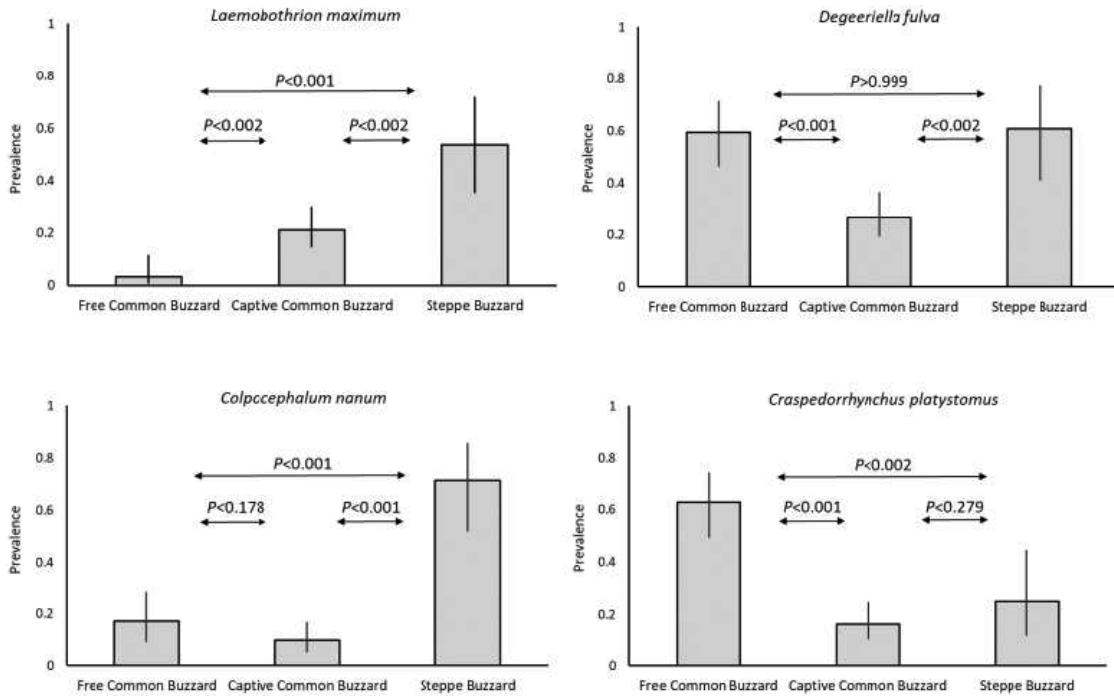 Laemobothrion maximum
1
0.8
0.6
0.4
0.2
0
Prevalence
P<0.001
P<0.002
P<0.002
Free Common Buzzard
Captive Common Buzzard
Steppe Buzzard
Degeeriella fulva
1
0.8
0.6
0.4
0.2
0
Prevalence
P>0.999
P<0.001
P<0.002
Free Common Buzzard
Captive Common Buzzard
Steppe Buzzard
Colpocephalum nanum
1
0.8
0.6
0.4
0.2
0
Prevalence
P<0.001
P<0.178
P<0.001
Free Common Buzzard
Captive Common Buzzard
Steppe Buzzard
Craspedorrhynchus platystomus
1
0.8
0.6
0.4
0.2
0
Prevalence
P<0.002
P<0.001
P<0.279
Free Common Buzzard
Captive Common Buzzard
Steppe Buzzard